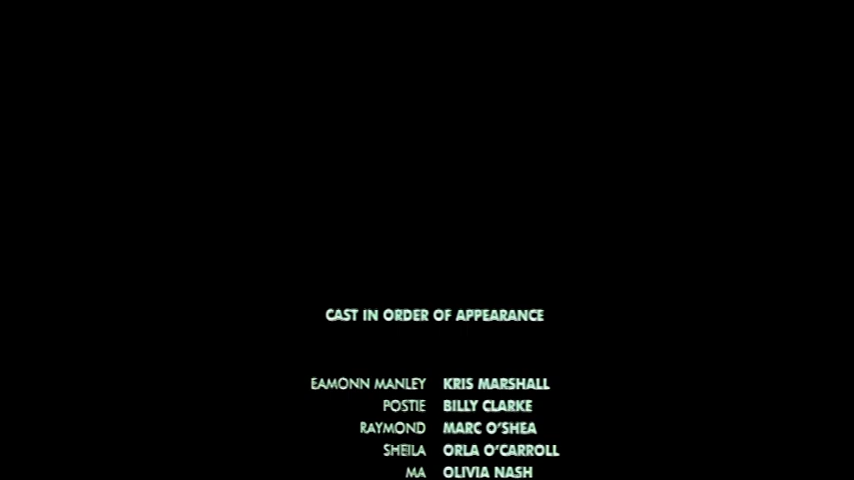 CAST IN ORDER OF APPEARANCE
EAMONN MANLEY KRIS MARSHALL
POSTIE BILLY CLARKE
RAYMOND MARC O'SHEA
SHEILA ORLA O'CARROLL
MA OLIVIA NASH